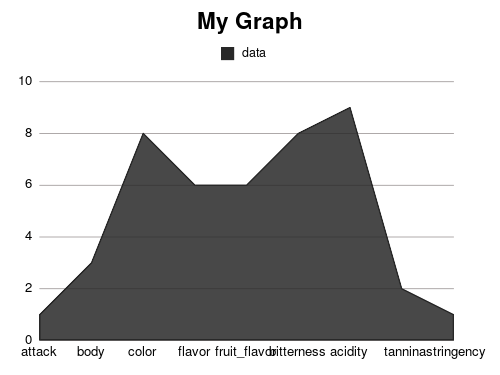 My Graph
data
10
8
6
4
2
0
attack body color flavor fruit_flavor bitterness acidity tannin astringency